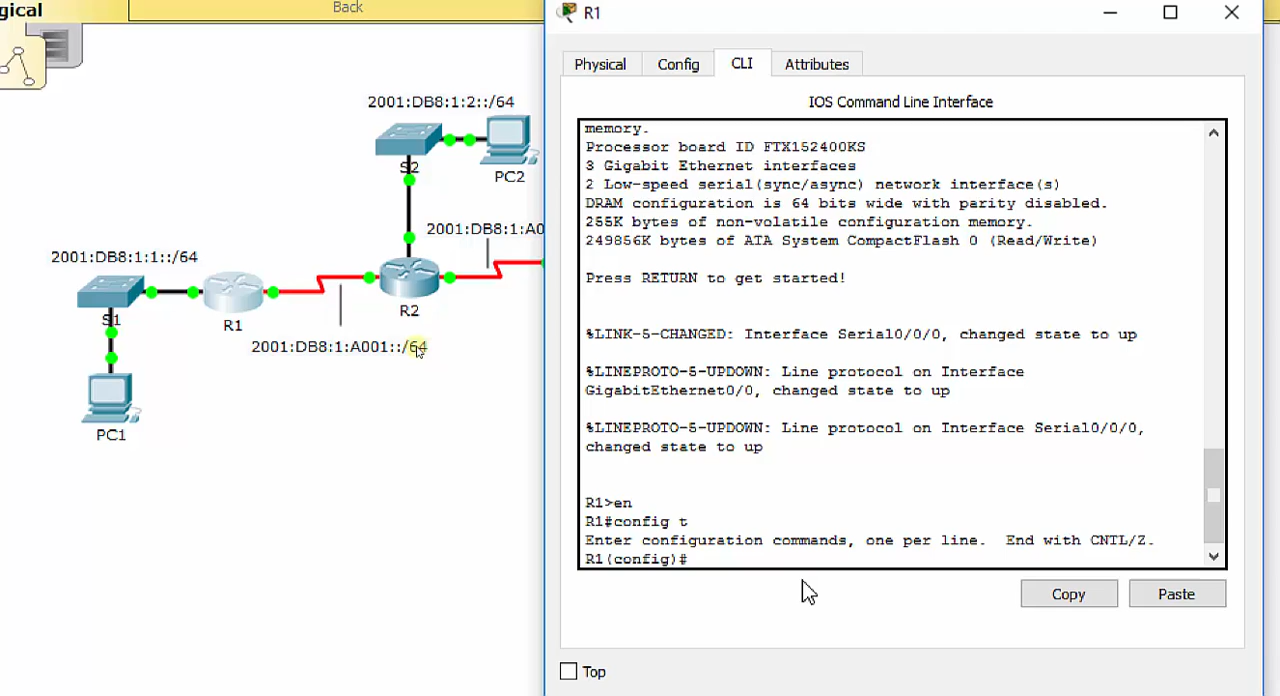 gical
Back
2001:DB8:1:2::/64
S2
PC2
2001:DB8:1:A0
2001:DB8:1:1::/64
S1
R1
R2
2001:DB8:1:A001::/64
PC1
R1
Physical
Config
CLI
Attributes
IOS Command Line Interface
memory.
Processor board ID FTX152400KS
3 Gigabit Ethernet interfaces
2 Low-speed serial(sync/async) network interface(s)
DRAM configuration is 64 bits wide with parity disabled.
255K bytes of non-volatile configuration memory.
249856K bytes of ATA System CompactFlash 0 (Read/Write)
Press RETURN to get started!
%LINK-5-CHANGED: Interface Serial0/0/0, changed state to up
%LINEPROTO-5-UPDOWN: Line protocol on Interface
GigabitEthernet0/0, changed state to up
%LINEPROTO-5-UPDOWN: Line protocol on Interface Serial0/0/0,
changed state to up
R1>en
R1#config t
Enter configuration commands, one per line.  End with CNTL/Z.
R1(config)#
Copy
Paste
Top